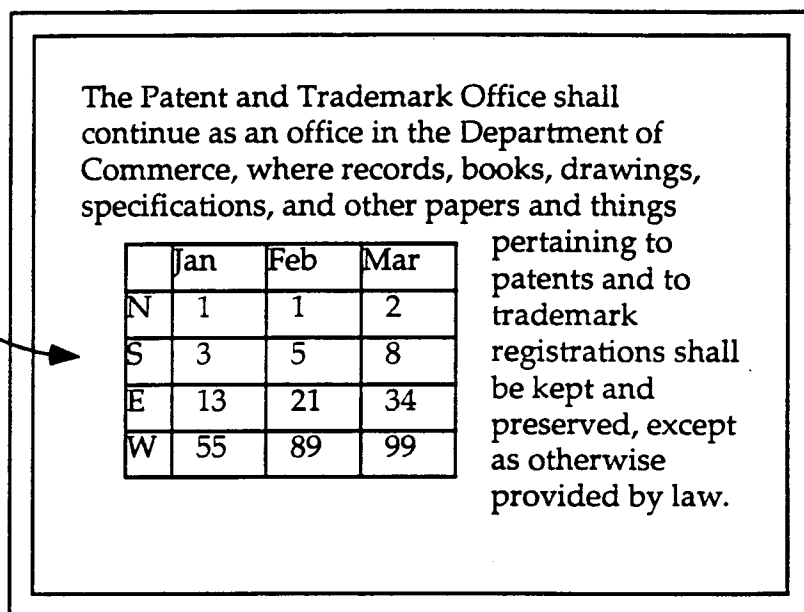 The Patent and Trademark Office shall
continue as an office in the Department of
Commerce, where records, books, drawings,
specifications, and other papers and things
Jan Feb Mar
N 1 1 2
S 3 5 8
E 13 21 34
W 55 89 99
pertaining to
patents and to
trademark
registrations shall
be kept and
preserved, except
as otherwise
provided by law.